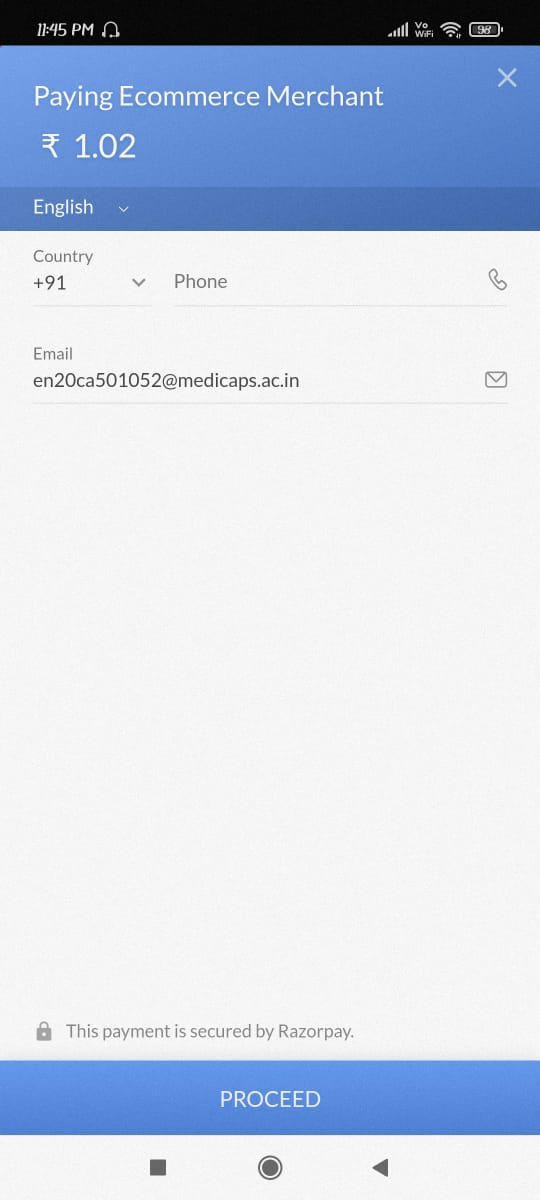 11:45 PM Vo WiFi 98
Paying Ecommerce Merchant
₹ 1.02
English
Country
+91 Phone
Email
en20ca501052@medicaps.ac.in
This payment is secured by Razorpay.
PROCEED